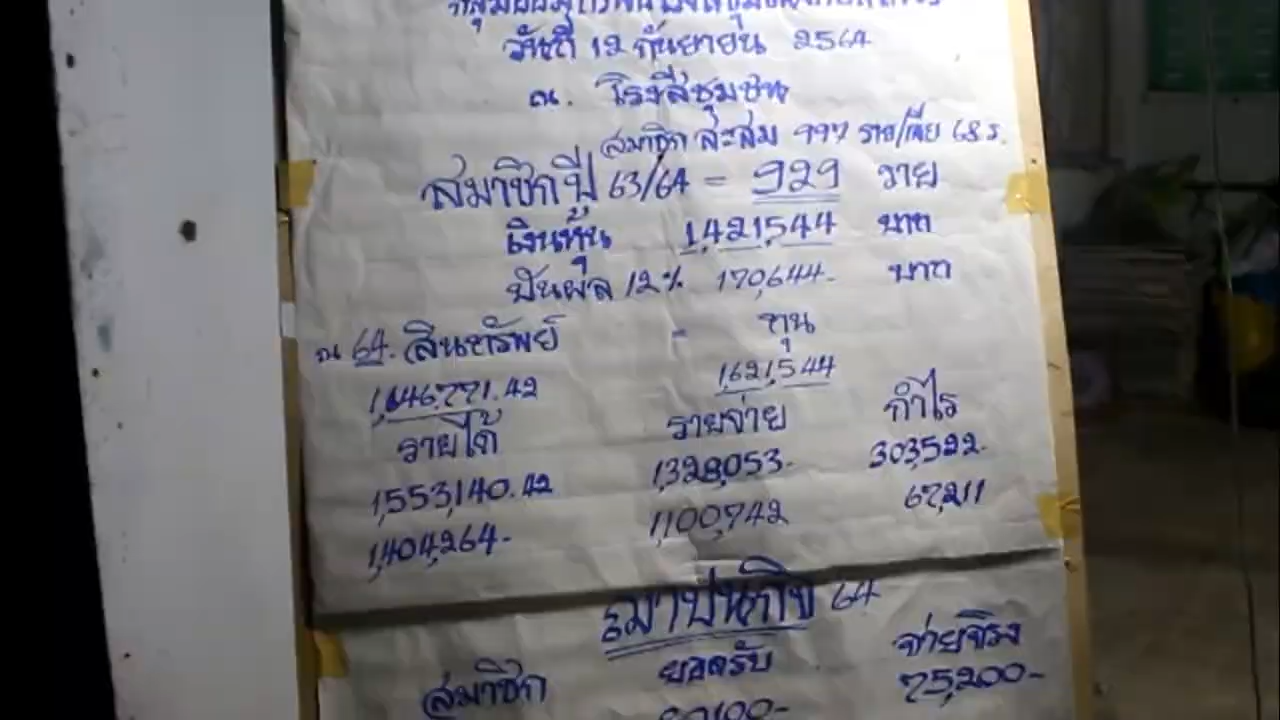 วันที่ 12 กันยายน 2564
ณ. โรงสีชุมชน
สมาชิก สะสม 997 ราย/เสีย 68 ร.
สมาชิกปี 63/64 = 929 ราย
เงินหุ้น 1,421,544 บาท
ปันผล 12% 170,644.- บาท
ณ 64. สินทรัพย์ - ทุน
1,646,771.42 1,621,544
รายได้ รายจ่าย กำไร
1,553,140.42 1,328,053.- 303,522.-
1,404,264.- 1,100,742 67,211
ฌาปนกิจ 64
สมาชิก ยอดรับ จ่ายจริง
75,200.-